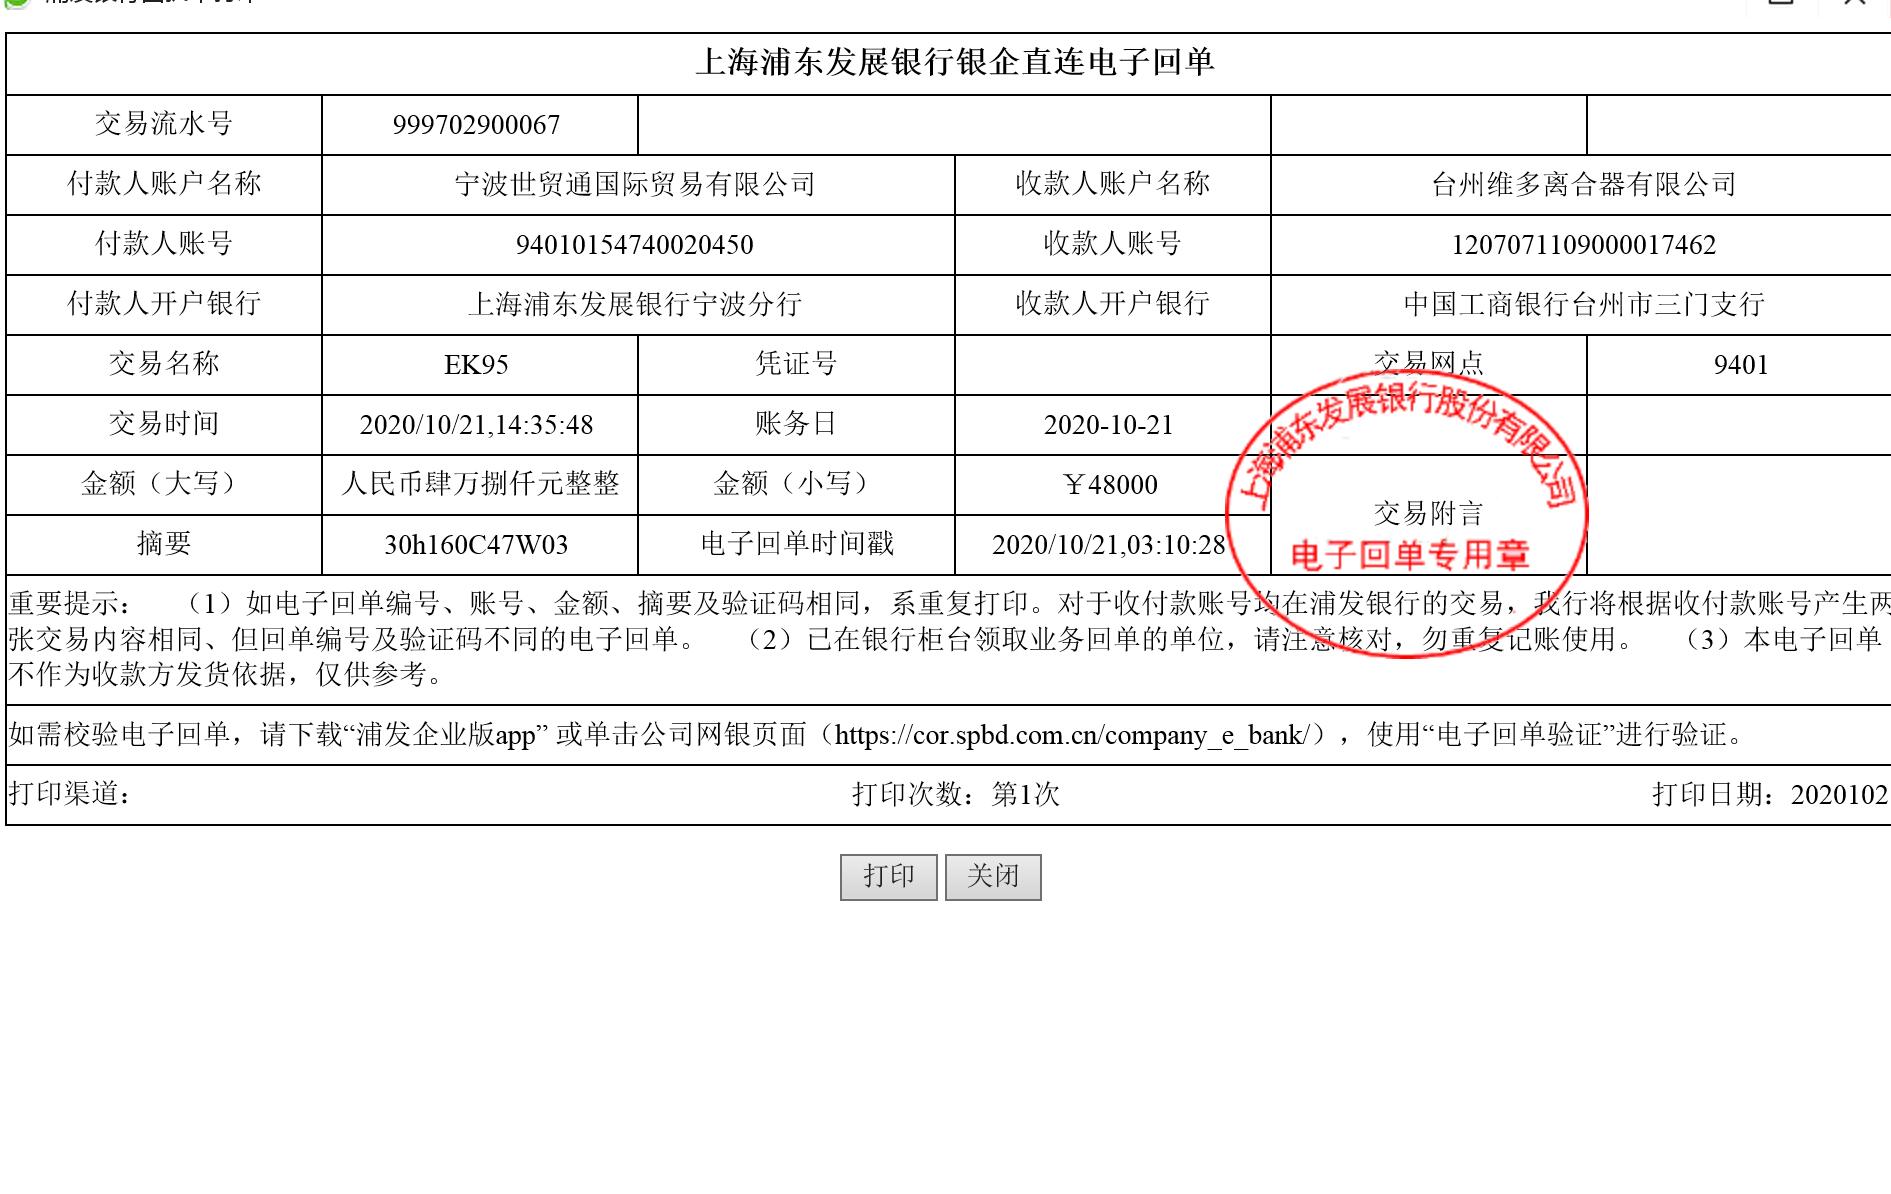 上海浦东发展银行银企直连电子回单
交易流水号 999702900067
付款人账户名称 宁波世贸通国际贸易有限公司 收款人账户名称 台州维多离合器有限公司
付款人账号 94010154740020450 收款人账号 1207071109000017462
付款人开户银行 上海浦东发展银行宁波分行 收款人开户银行 中国工商银行台州市三门支行
交易名称 EK95 凭证号 交易网点 9401
交易时间 2020/10/21,14:35:48 账务日 2020-10-21
金额（大写） 人民币肆万捌仟元整整 金额（小写） ￥48000
交易附言
摘要 30h160C47W03 电子回单时间戳 2020/10/21,03:10:28
上海浦东发展银行股份有限公司
电子回单专用章
重要提示： （1）如电子回单编号、账号、金额、摘要及验证码相同，系重复打印。对于收付款账号均在浦发银行的交易，我行将根据收付款账号产生两
张交易内容相同、但回单编号及验证码不同的电子回单。 （2）已在银行柜台领取业务回单的单位，请注意核对，勿重复记账使用。 （3）本电子回单
不作为收款方发货依据，仅供参考。
如需校验电子回单，请下载“浦发企业版app” 或单击公司网银页面（https://cor.spbd.com.cn/company_e_bank/），使用“电子回单验证”进行验证。
打印渠道： 打印次数：第1次 打印日期：2020102
打印 关闭